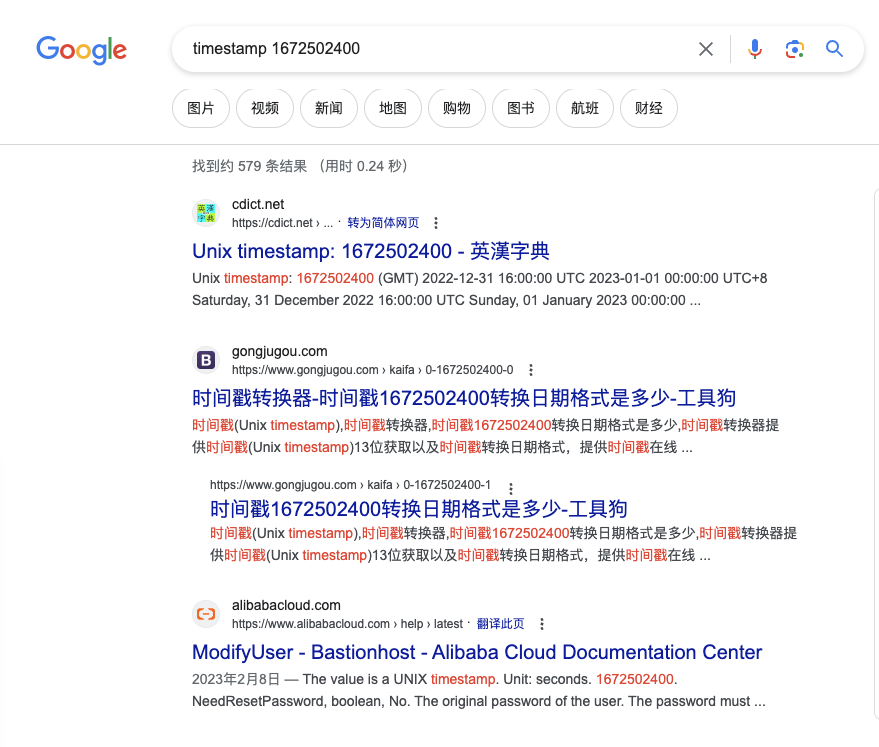 Google
timestamp 1672502400
图片 视频 新闻 地图 购物 图书 航班 财经
找到约 579 条结果 （用时 0.24 秒）
英漢字典
cdict.net
https://cdict.net › ... · 转为简体网页
Unix timestamp: 1672502400 - 英漢字典
Unix timestamp: 1672502400 (GMT) 2022-12-31 16:00:00 UTC 2023-01-01 00:00:00 UTC+8
Saturday, 31 December 2022 16:00:00 UTC Sunday, 01 January 2023 00:00:00 ...
B
gongjugou.com
https://www.gongjugou.com › kaifa › 0-1672502400-0
时间戳转换器-时间戳1672502400转换日期格式是多少-工具狗
时间戳(Unix timestamp),时间戳转换器,时间戳1672502400转换日期格式是多少,时间戳转换器提
供时间戳(Unix timestamp)13位获取以及时间戳转换日期格式，提供时间戳在线 ...
https://www.gongjugou.com › kaifa › 0-1672502400-1
时间戳1672502400转换日期格式是多少-工具狗
时间戳(Unix timestamp),时间戳转换器,时间戳1672502400转换日期格式是多少,时间戳转换器提
供时间戳(Unix timestamp)13位获取以及时间戳转换日期格式，提供时间戳在线 ...
alibabacloud.com
https://www.alibabacloud.com › help › latest · 翻译此页
ModifyUser - Bastionhost - Alibaba Cloud Documentation Center
2023年2月8日 — The value is a UNIX timestamp. Unit: seconds. 1672502400.
NeedResetPassword, boolean, No. The original password of the user. The password must ...